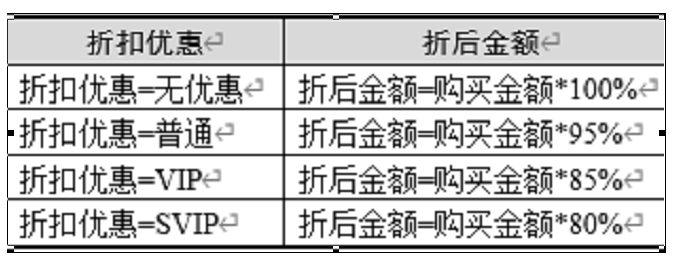 折扣优惠 折后金额
折扣优惠=无优惠 折后金额=购买金额*100%
折扣优惠=普通 折后金额=购买金额*95%
折扣优惠=VIP 折后金额=购买金额*85%
折扣优惠=SVIP 折后金额=购买金额*80%